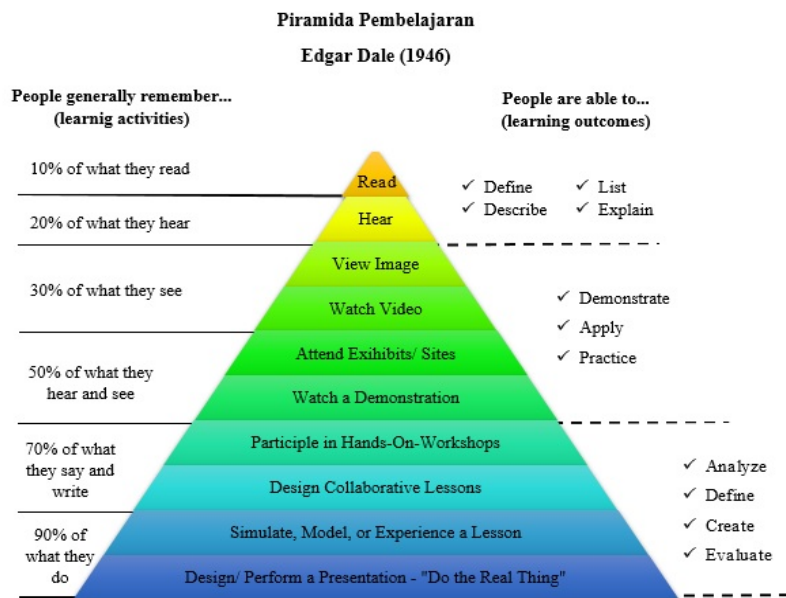 Piramida Pembelajaran
Edgar Dale (1946)
People generally remember...
(learnig activities)
People are able to...
(learning outcomes)
10% of what they read
20% of what they hear
30% of what they see
50% of what they
hear and see
70% of what
they say and
write
90% of
what they
do
Read
Hear
View Image
Watch Video
Attend Exihibits/ Sites
Watch a Demonstration
Participle in Hands-On-Workshops
Design Collaborative Lessons
Simulate, Model, or Experience a Lesson
Design/ Perform a Presentation - "Do the Real Thing"
✓ Define ✓ List
✓ Describe ✓ Explain
✓ Demonstrate
✓ Apply
✓ Practice
✓ Analyze
✓ Define
✓ Create
✓ Evaluate